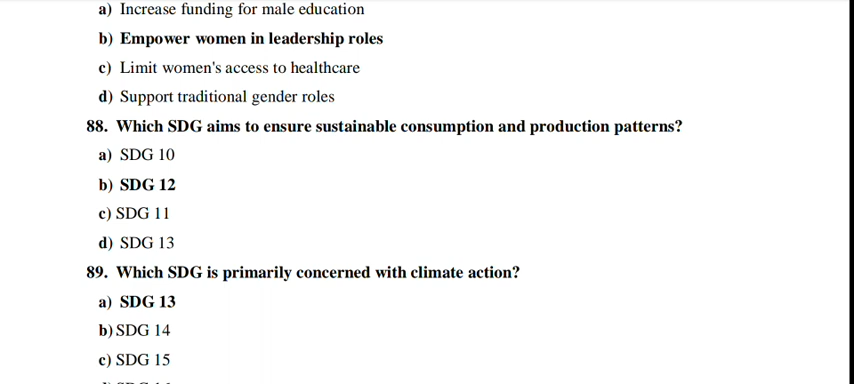 a) Increase funding for male education
b) Empower women in leadership roles
c) Limit women's access to healthcare
d) Support traditional gender roles
88. Which SDG aims to ensure sustainable consumption and production patterns?
a) SDG 10
b) SDG 12
c) SDG 11
d) SDG 13
89. Which SDG is primarily concerned with climate action?
a) SDG 13
b) SDG 14
c) SDG 15